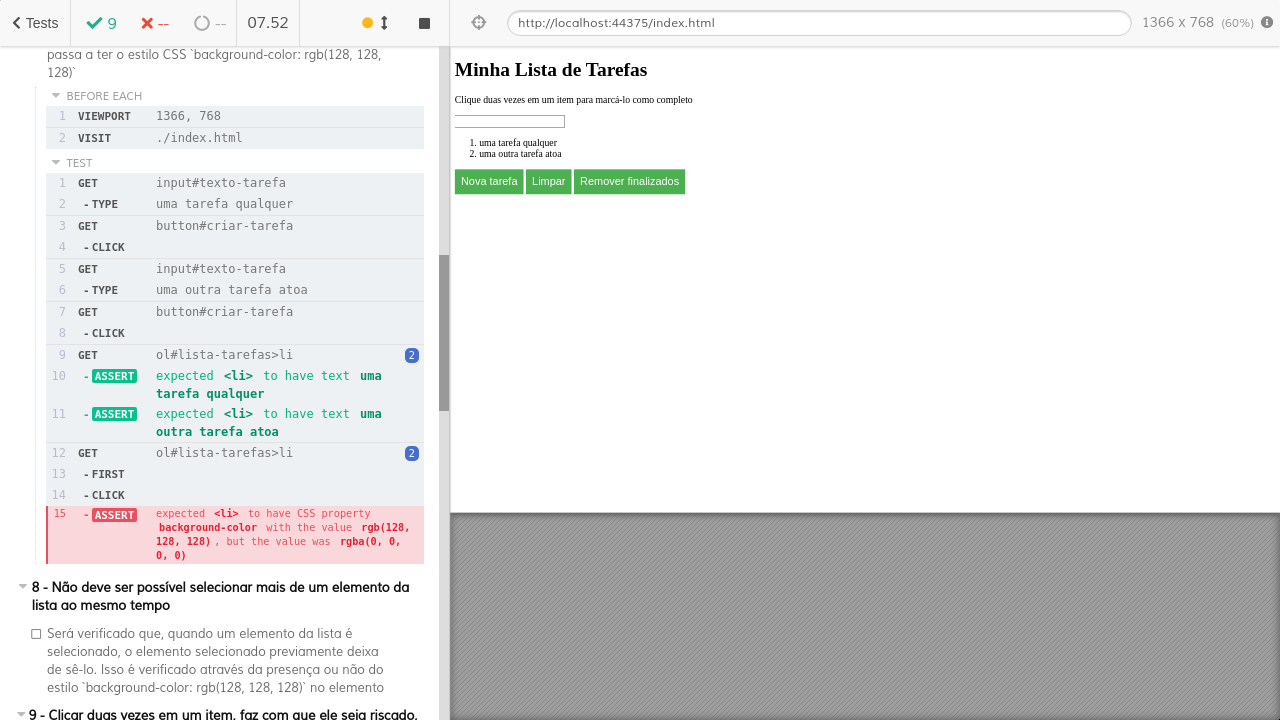 Tests
9
--
--
07.52
http://localhost:44375/index.html
1366 x 768 (60%)
passa a ter o estilo CSS `background-color: rgb(128, 128,
128)`
BEFORE EACH
1 VIEWPORT 1366, 768
2 VISIT ./index.html
TEST
1 GET input#texto-tarefa
2 -TYPE uma tarefa qualquer
3 GET button#criar-tarefa
4 -CLICK
5 GET input#texto-tarefa
6 -TYPE uma outra tarefa atoa
7 GET button#criar-tarefa
8 -CLICK
9 GET ol#lista-tarefas>li 2
10 -ASSERT expected <li> to have text uma
tarefa qualquer
11 -ASSERT expected <li> to have text uma
outra tarefa atoa
12 GET ol#lista-tarefas>li 2
13 -FIRST
14 -CLICK
15 -ASSERT expected <li> to have CSS property
background-color with the value rgb(128,
128, 128) , but the value was rgba(0, 0,
0, 0)
8 - Não deve ser possível selecionar mais de um elemento da
lista ao mesmo tempo
Será verificado que, quando um elemento da lista é
selecionado, o elemento selecionado previamente deixa
de sê-lo. Isso é verificado através da presença ou não do
estilo `background-color: rgb(128, 128, 128)` no elemento
9 - Clicar duas vezes em um item, faz com que ele seja riscado,
Minha Lista de Tarefas
Clique duas vezes em um item para marcá-lo como completo
1. uma tarefa qualquer
2. uma outra tarefa atoa
Nova tarefa
Limpar
Remover finalizados